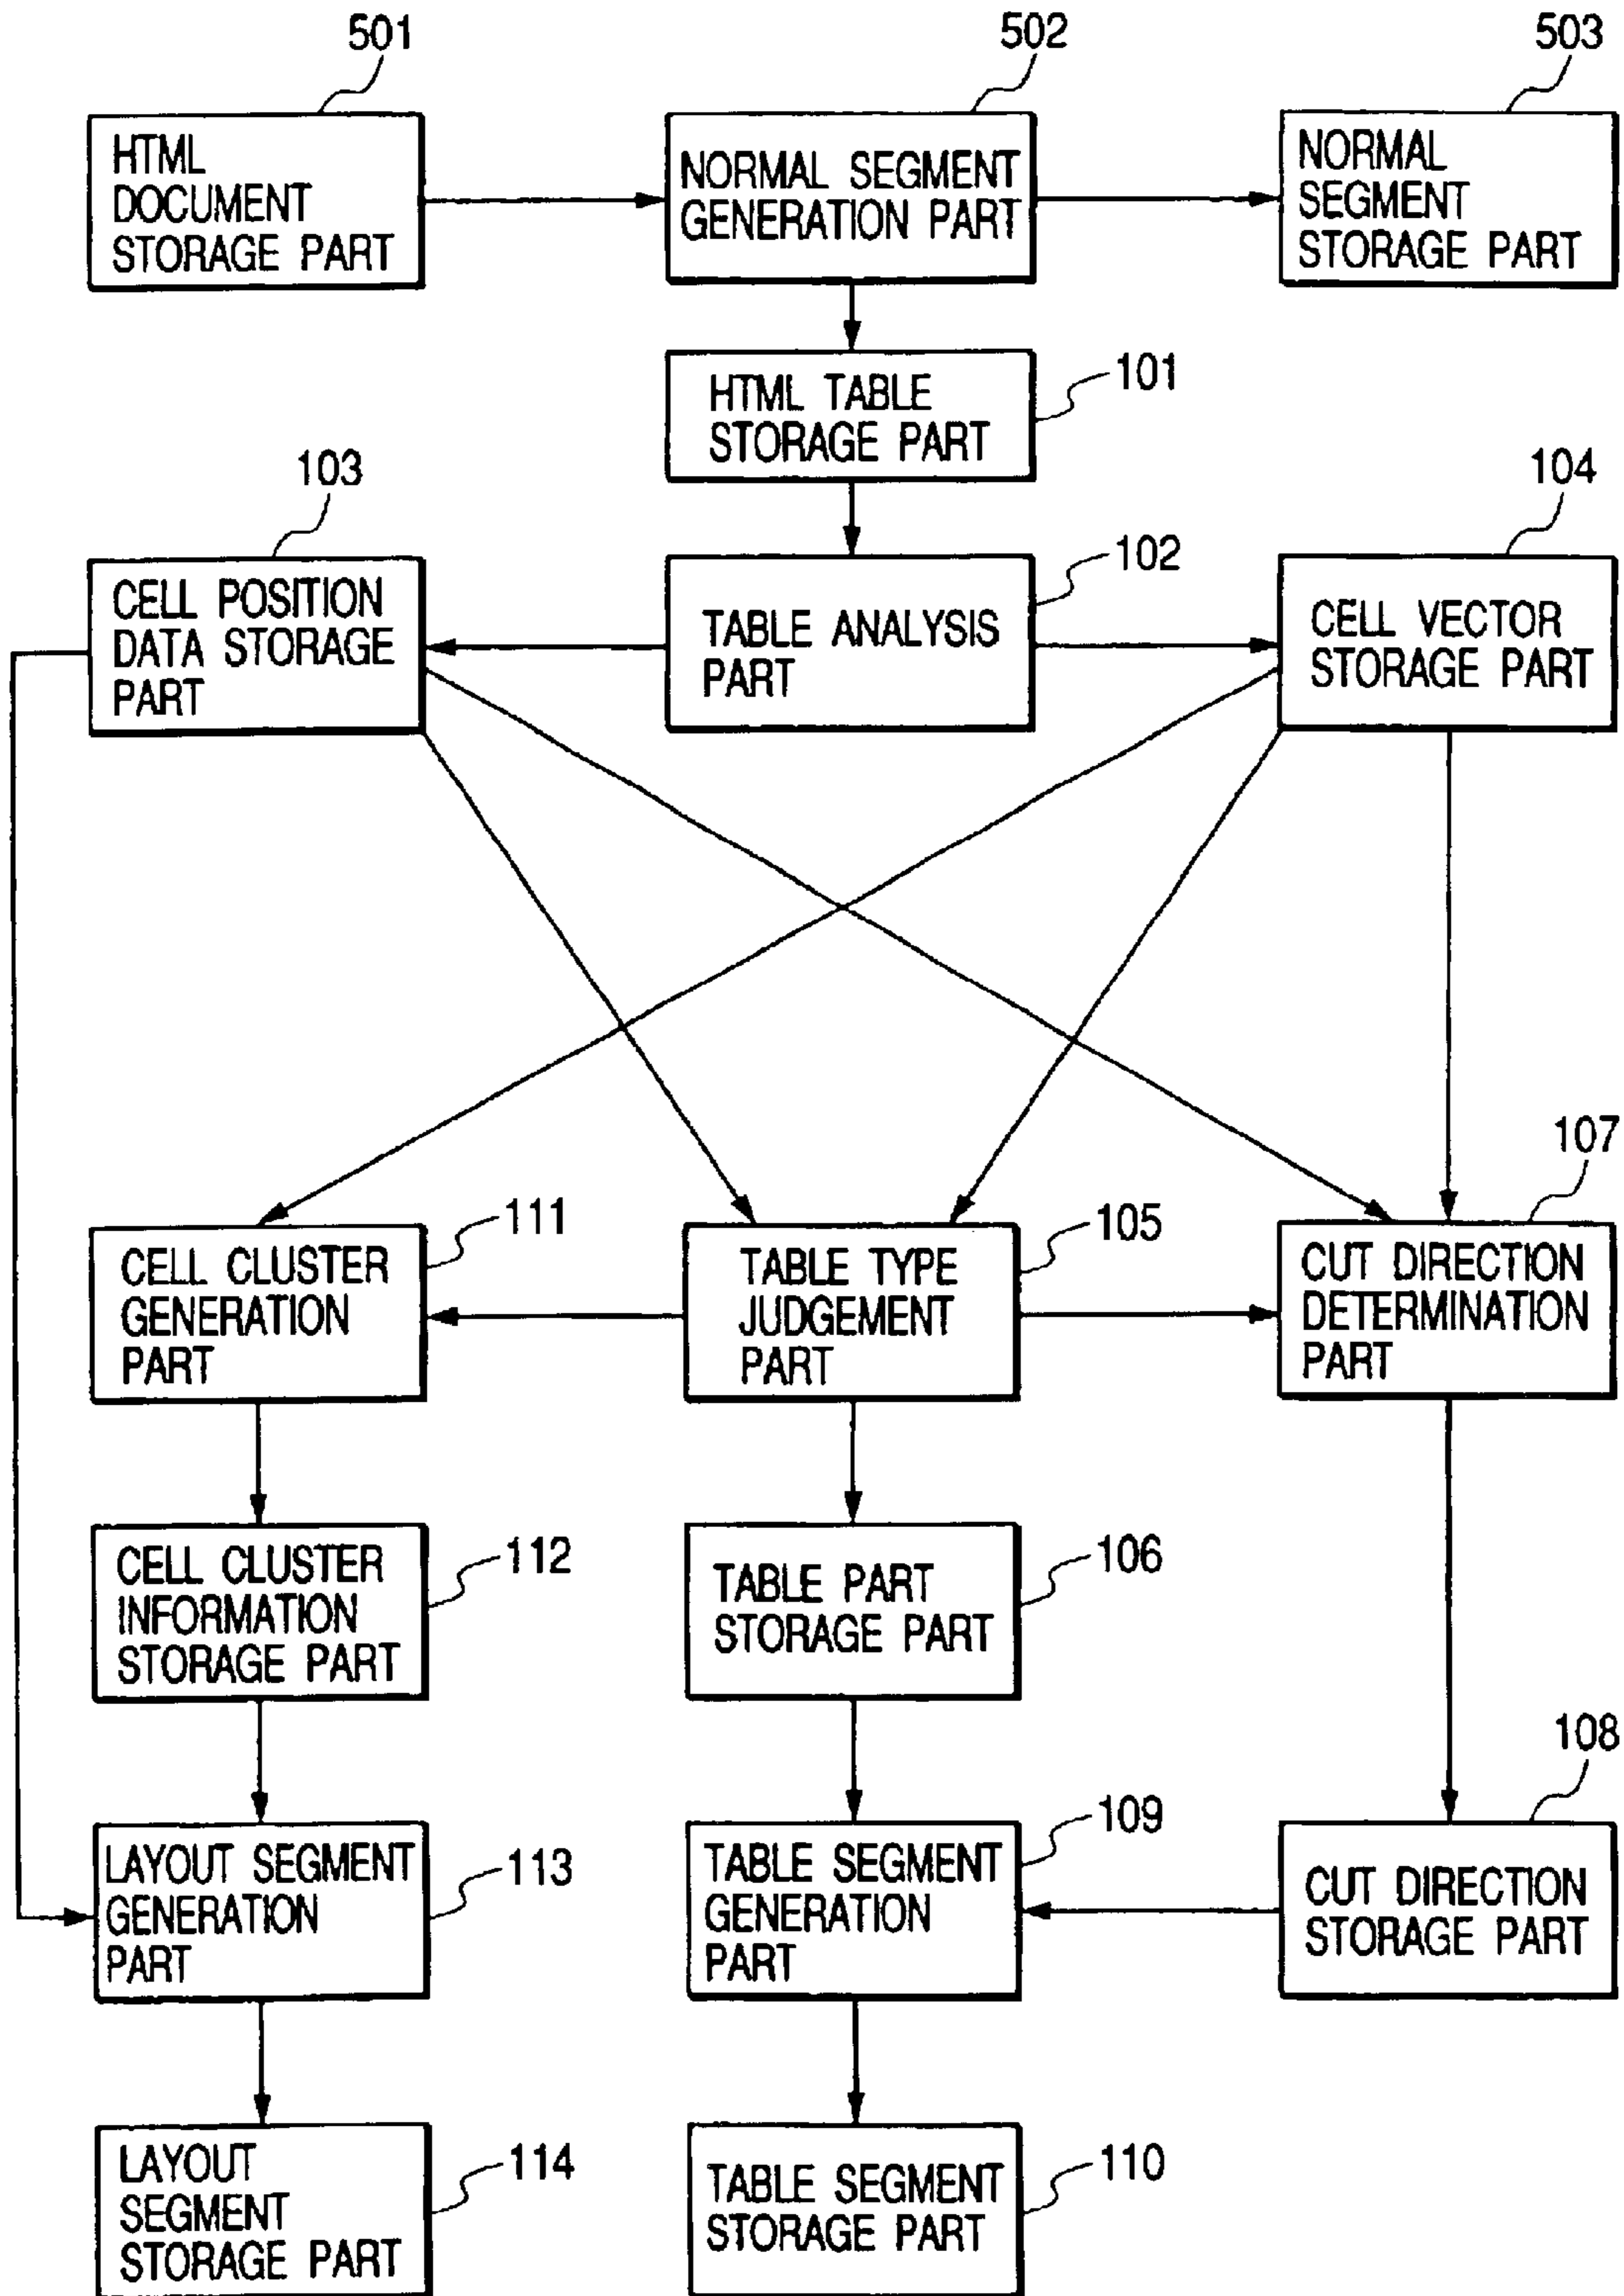 501
502
503
HTML
DOCUMENT
STORAGE PART
NORMAL SEGMENT
GENERATION PART
NORMAL
SEGMENT
STORAGE PART
HTML TABLE
STORAGE PART
101
103
104
CELL POSITION
DATA STORAGE
PART
TABLE ANALYSIS
PART
102
CELL VECTOR
STORAGE PART
107
CELL CLUSTER
GENERATION
PART
111
TABLE TYPE
JUDGEMENT
PART
105
CUT DIRECTION
DETERMINATION
PART
CELL CLUSTER
INFORMATION
STORAGE PART
112
TABLE PART
STORAGE PART
106
108
LAYOUT SEGMENT
GENERATION
PART
113
TABLE SEGMENT
GENERATION
PART
109
CUT DIRECTION
STORAGE PART
LAYOUT
SEGMENT
STORAGE PART
114
TABLE SEGMENT
STORAGE PART
110